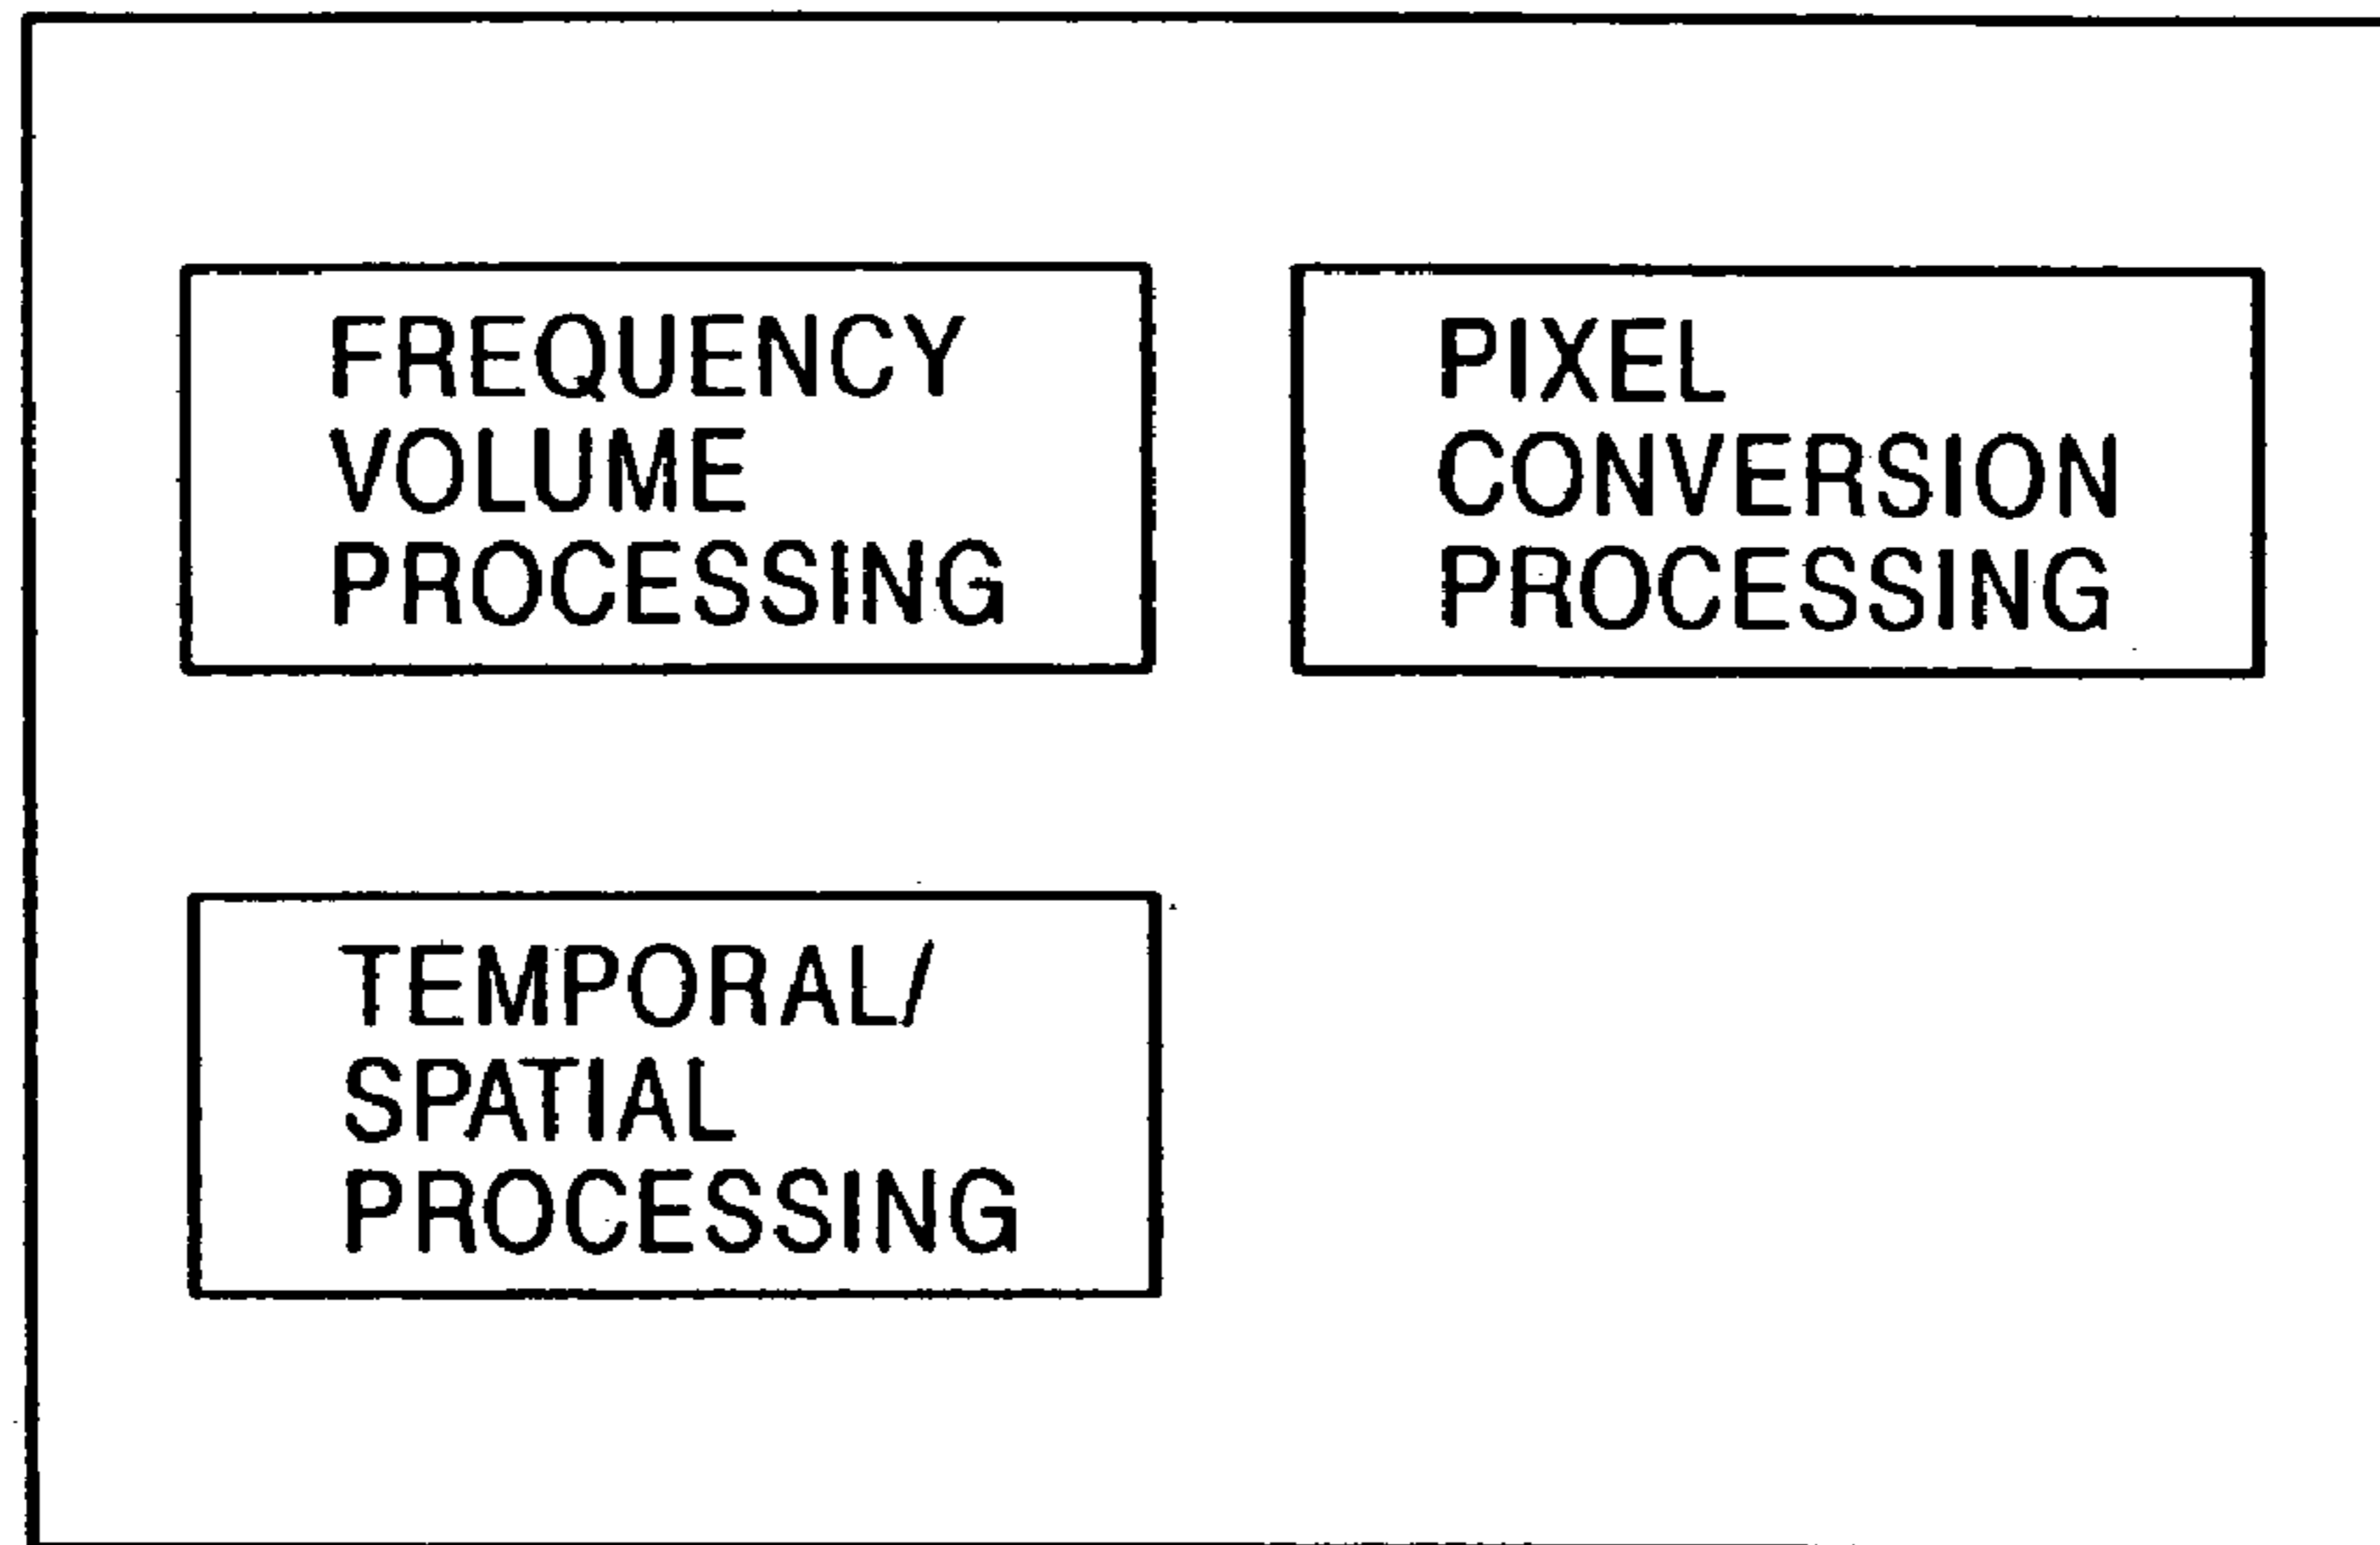 FREQUENCY
VOLUME
PROCESSING
PIXEL
CONVERSION
PROCESSING
TEMPORAL/
SPATIAL
PROCESSING